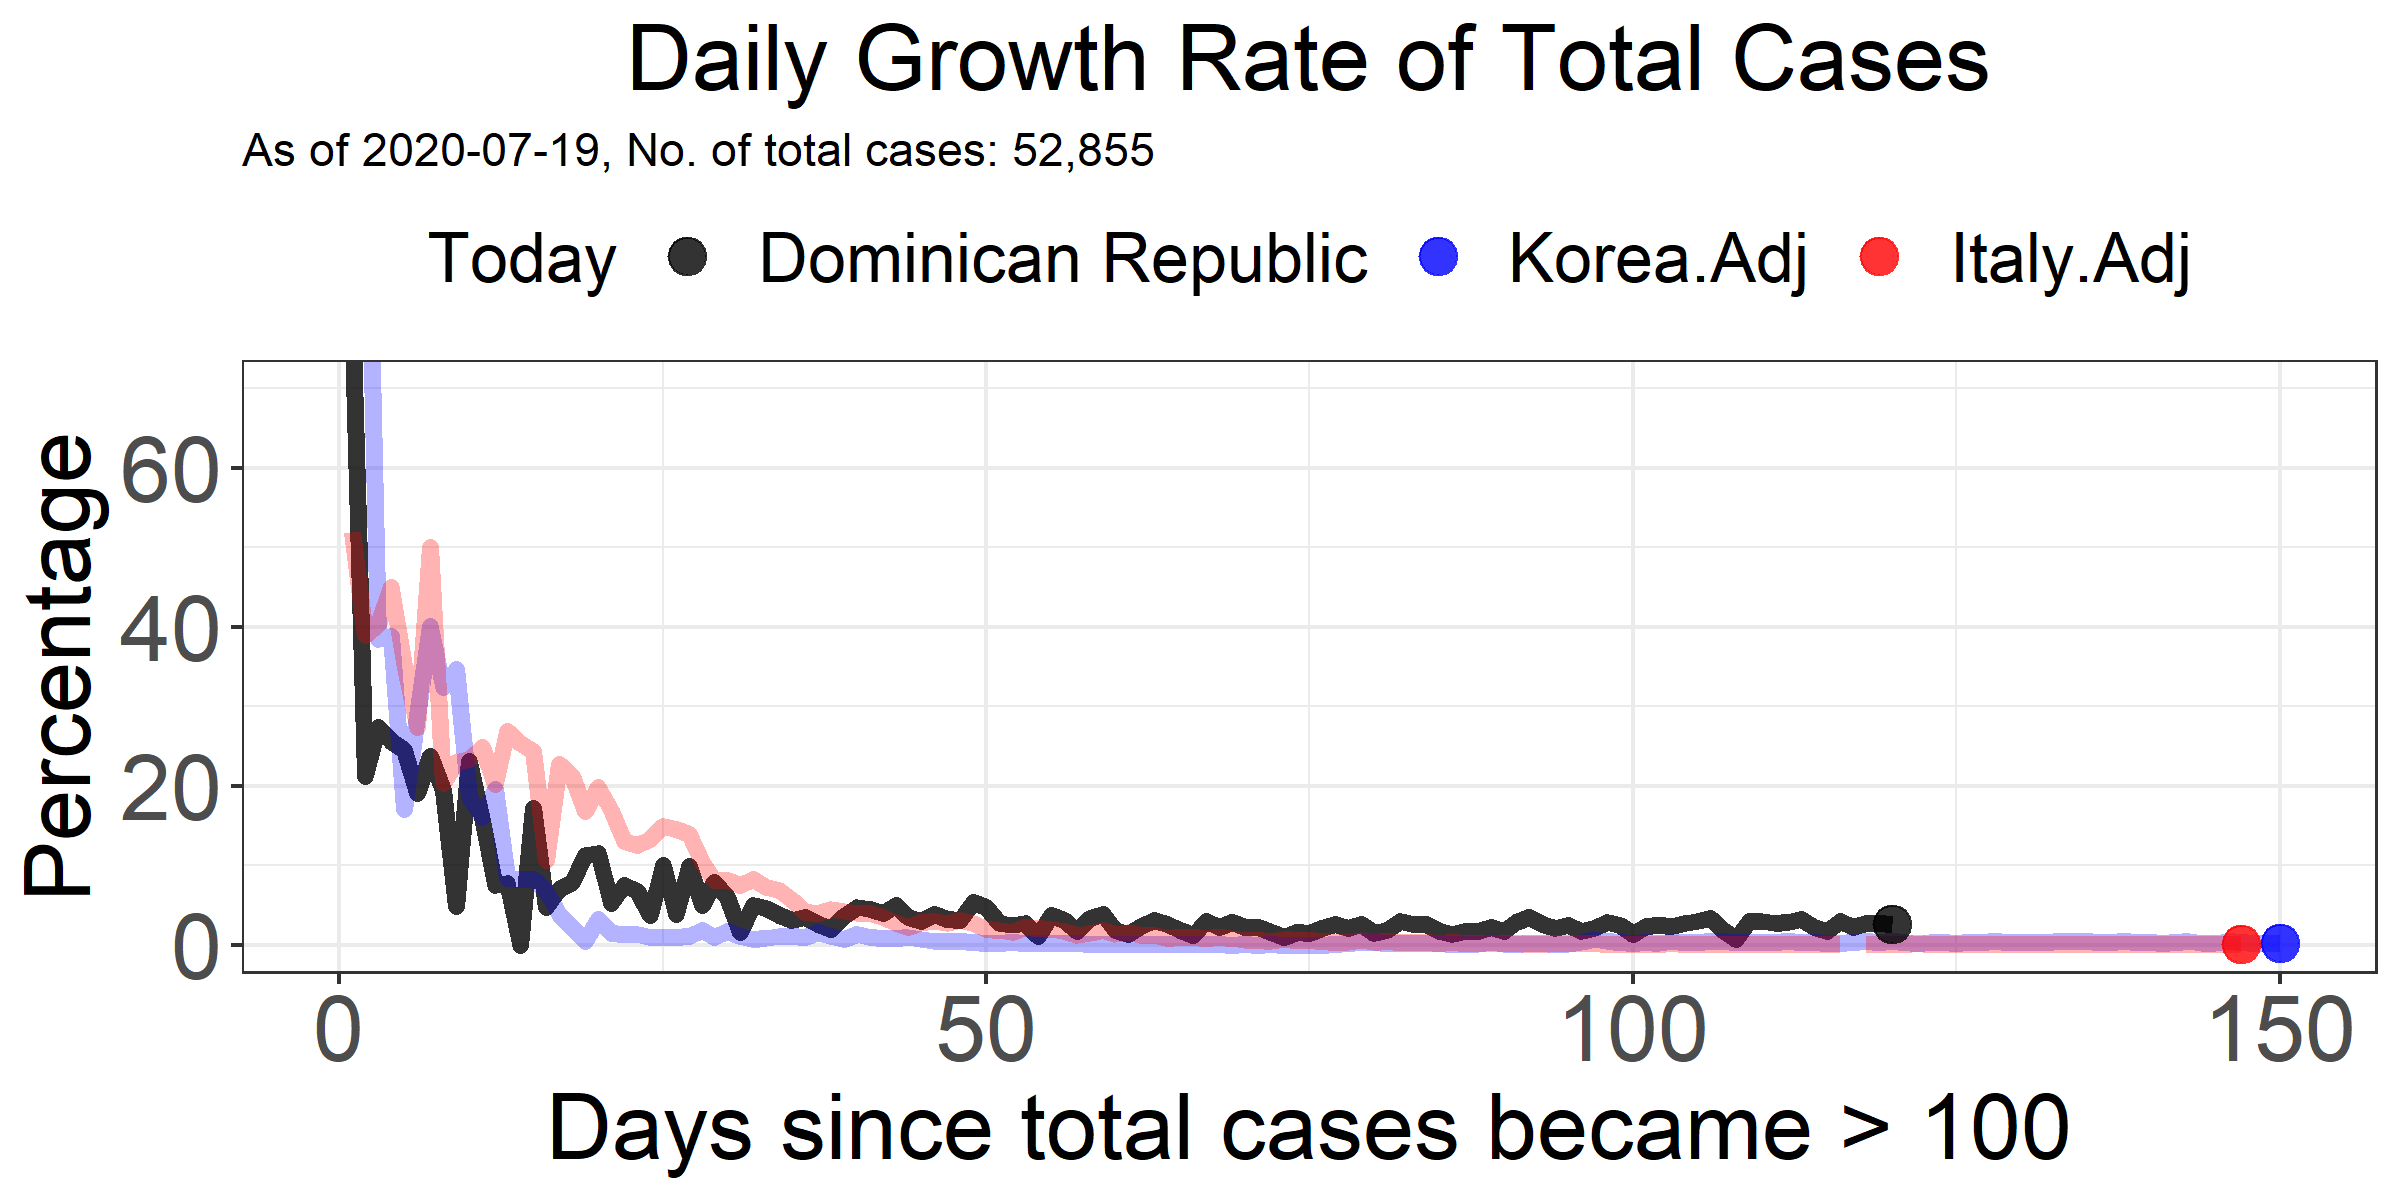 Daily Growth Rate of Total Cases
As of 2020-07-19, No. of total cases: 52,855
Today Dominican Republic Korea.Adj Italy.Adj
Percentage
60
40
20
0
0 50 100 150
Days since total cases became > 100